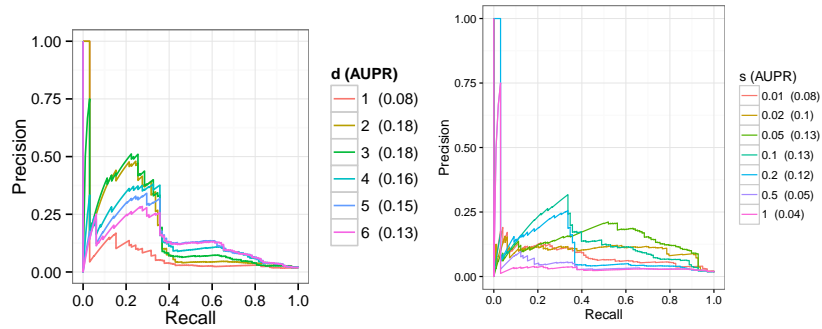 1.00
0.75
0.50
0.25
0.00
Precision
0.0 0.2 0.4 0.6 0.8 1.0
Recall
d (AUPR)
1 (0.08)
2 (0.18)
3 (0.18)
4 (0.16)
5 (0.15)
6 (0.13)
1.00
0.75
0.50
0.25
0.00
Precision
0.0 0.2 0.4 0.6 0.8 1.0
Recall
s (AUPR)
0.01 (0.08)
0.02 (0.1)
0.05 (0.13)
0.1 (0.13)
0.2 (0.12)
0.5 (0.05)
1 (0.04)